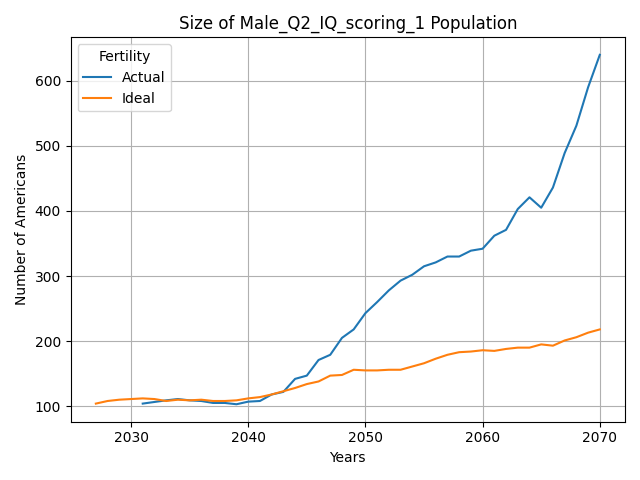 Size of Male_Q2_IQ_scoring_1 Population
Fertility
Actual
Ideal
Number of Americans
600
500
400
300
200
100
2030 2040 2050 2060 2070
Years